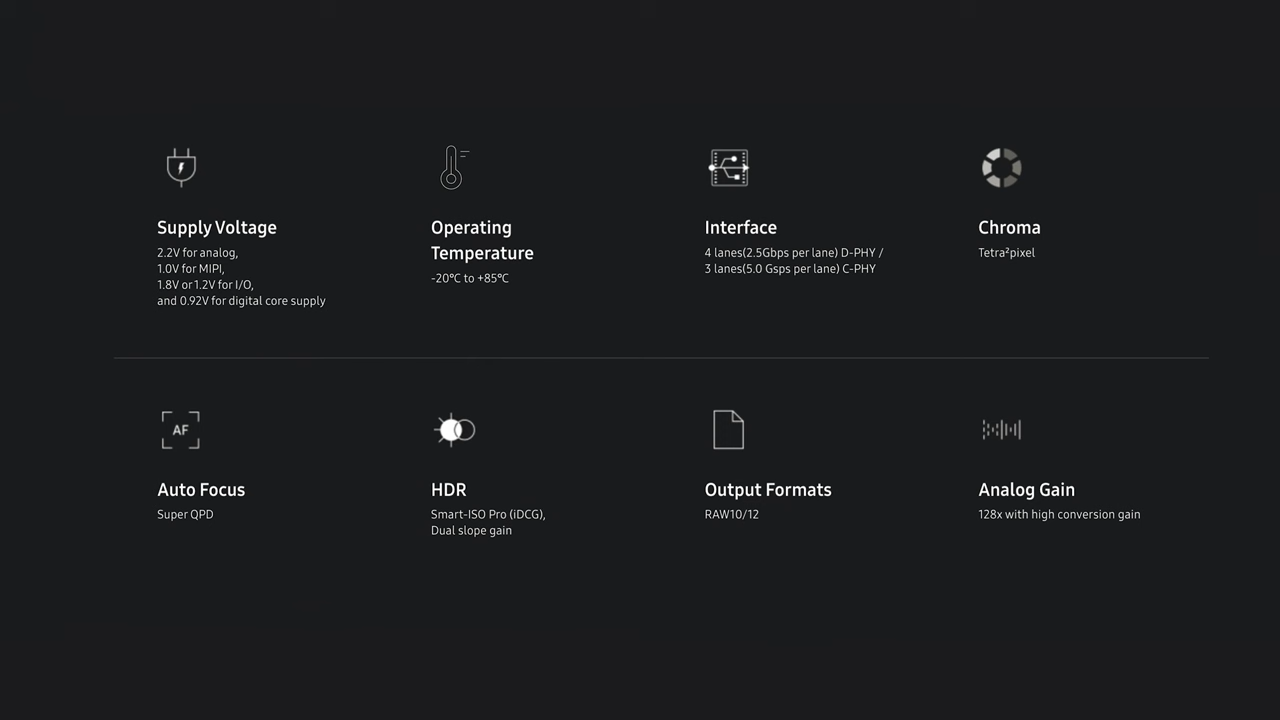 Supply Voltage
2.2V for analog,
1.0V for MIPI,
1.8V or 1.2V for I/O,
and 0.92V for digital core supply
Operating
Temperature
-20℃ to +85℃
Interface
4 lanes(2.5Gbps per lane) D-PHY /
3 lanes(5.0 Gsps per lane) C-PHY
Chroma
Tetra²pixel
AF
Auto Focus
Super QPD
HDR
Smart-ISO Pro (iDCG),
Dual slope gain
Output Formats
RAW10/12
Analog Gain
128x with high conversion gain